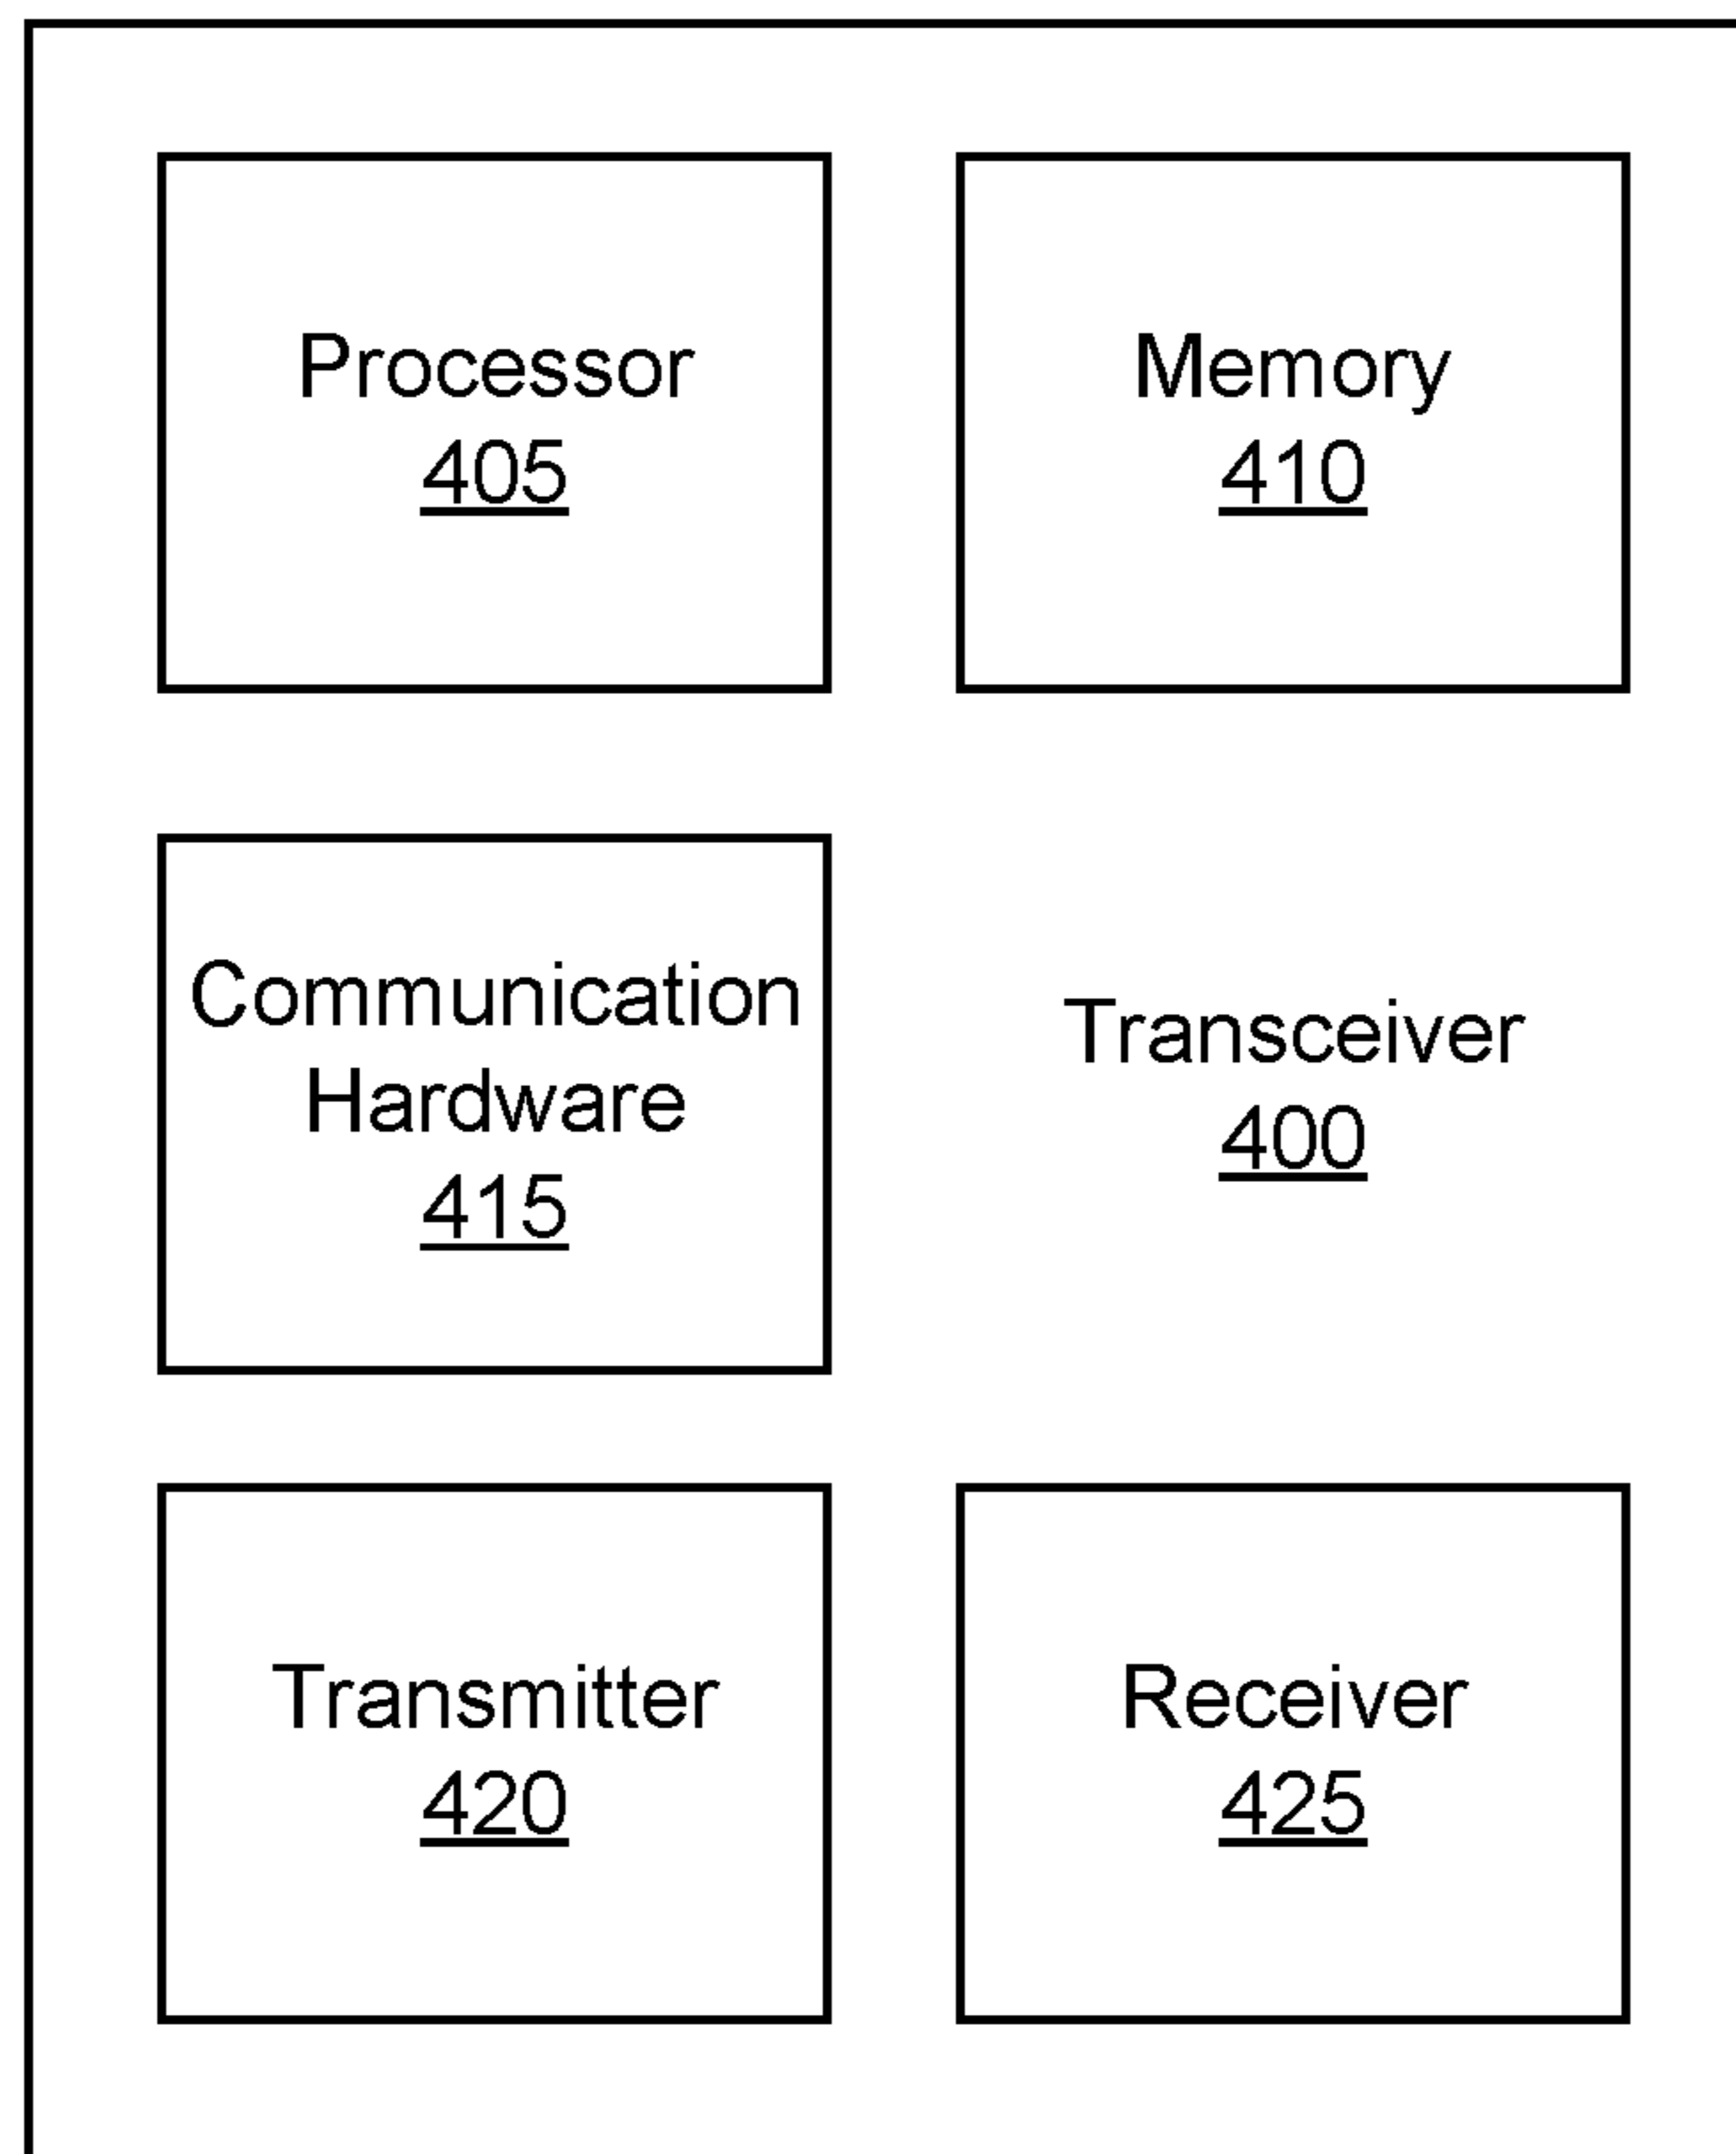 Processor
405
Memory
410
Communication
Hardware
415
Transceiver
400
Transmitter
420
Receiver
425